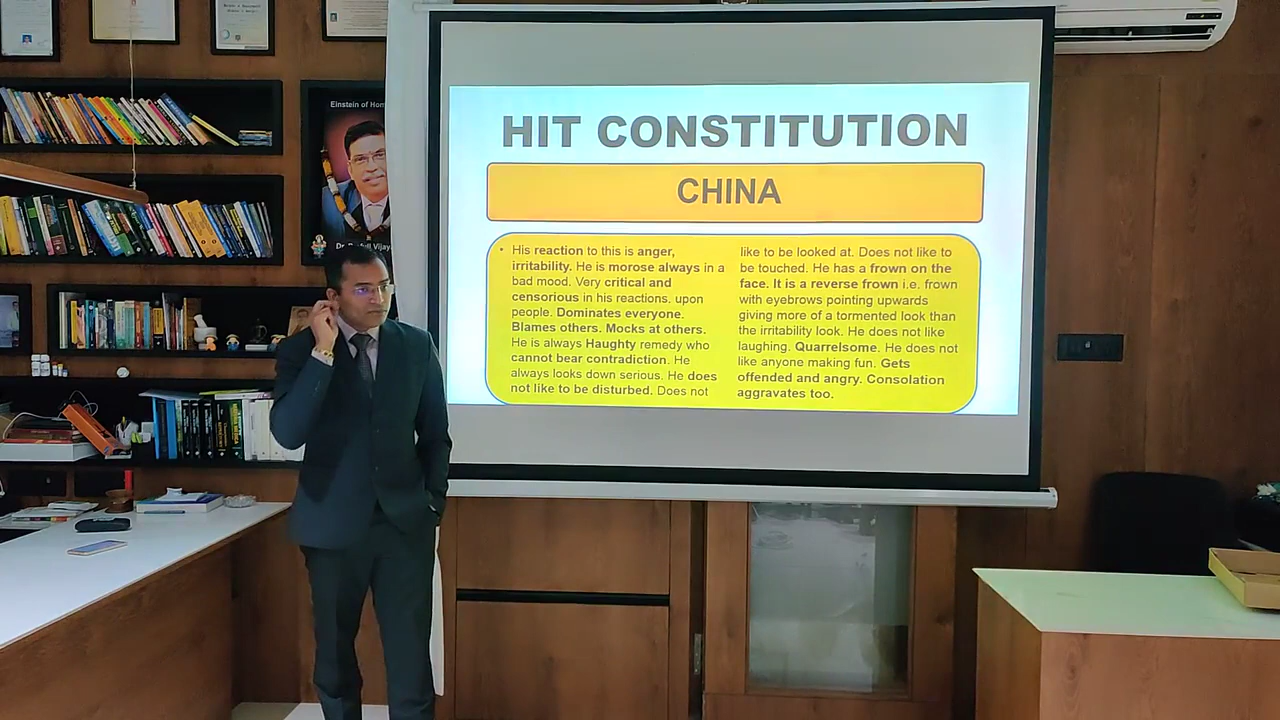 Einstein of Hom
HIT CONSTITUTION
CHINA
• His reaction to this is anger,
irritability. He is morose always in a
bad mood. Very critical and
censorious in his reactions. upon
people. Dominates everyone.
Blames others. Mocks at others.
He is always Haughty remedy who
cannot bear contradiction. He
always looks down serious. He does
not like to be disturbed. Does not
like to be looked at. Does not like to
be touched. He has a frown on the
face. It is a reverse frown i.e. frown
with eyebrows pointing upwards
giving more of a tormented look than
the irritability look. He does not like
laughing. Quarrelsome. He does not
like anyone making fun. Gets
offended and angry. Consolation
aggravates too.